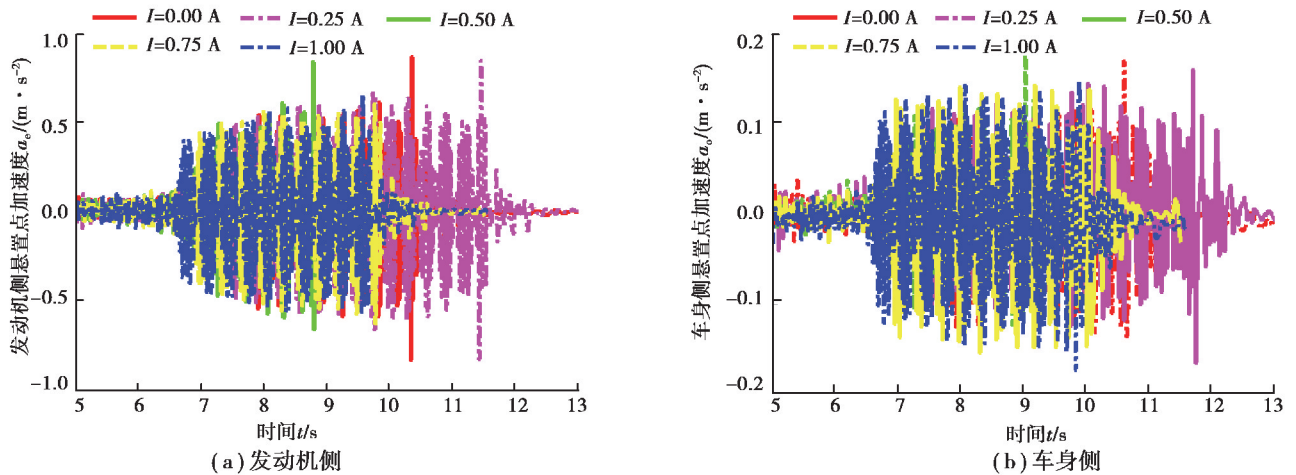 I=0.00 A I=0.25 A I=0.50 A
I=0.75 A I=1.00 A
发动机侧悬置点加速度aₑ/(m·s⁻²)
1.0
0.5
0.0
−0.5
−1.0
5 6 7 8 9 10 11 12 13
时间t/s
(a)发动机侧
I=0.00 A I=0.25 A I=0.50 A
I=0.75 A I=1.00 A
车身侧悬置点加速度aₑ/(m·s⁻²)
0.2
0.1
0.0
−0.1
−0.2
5 6 7 8 9 10 11 12 13
时间t/s
(b)车身侧